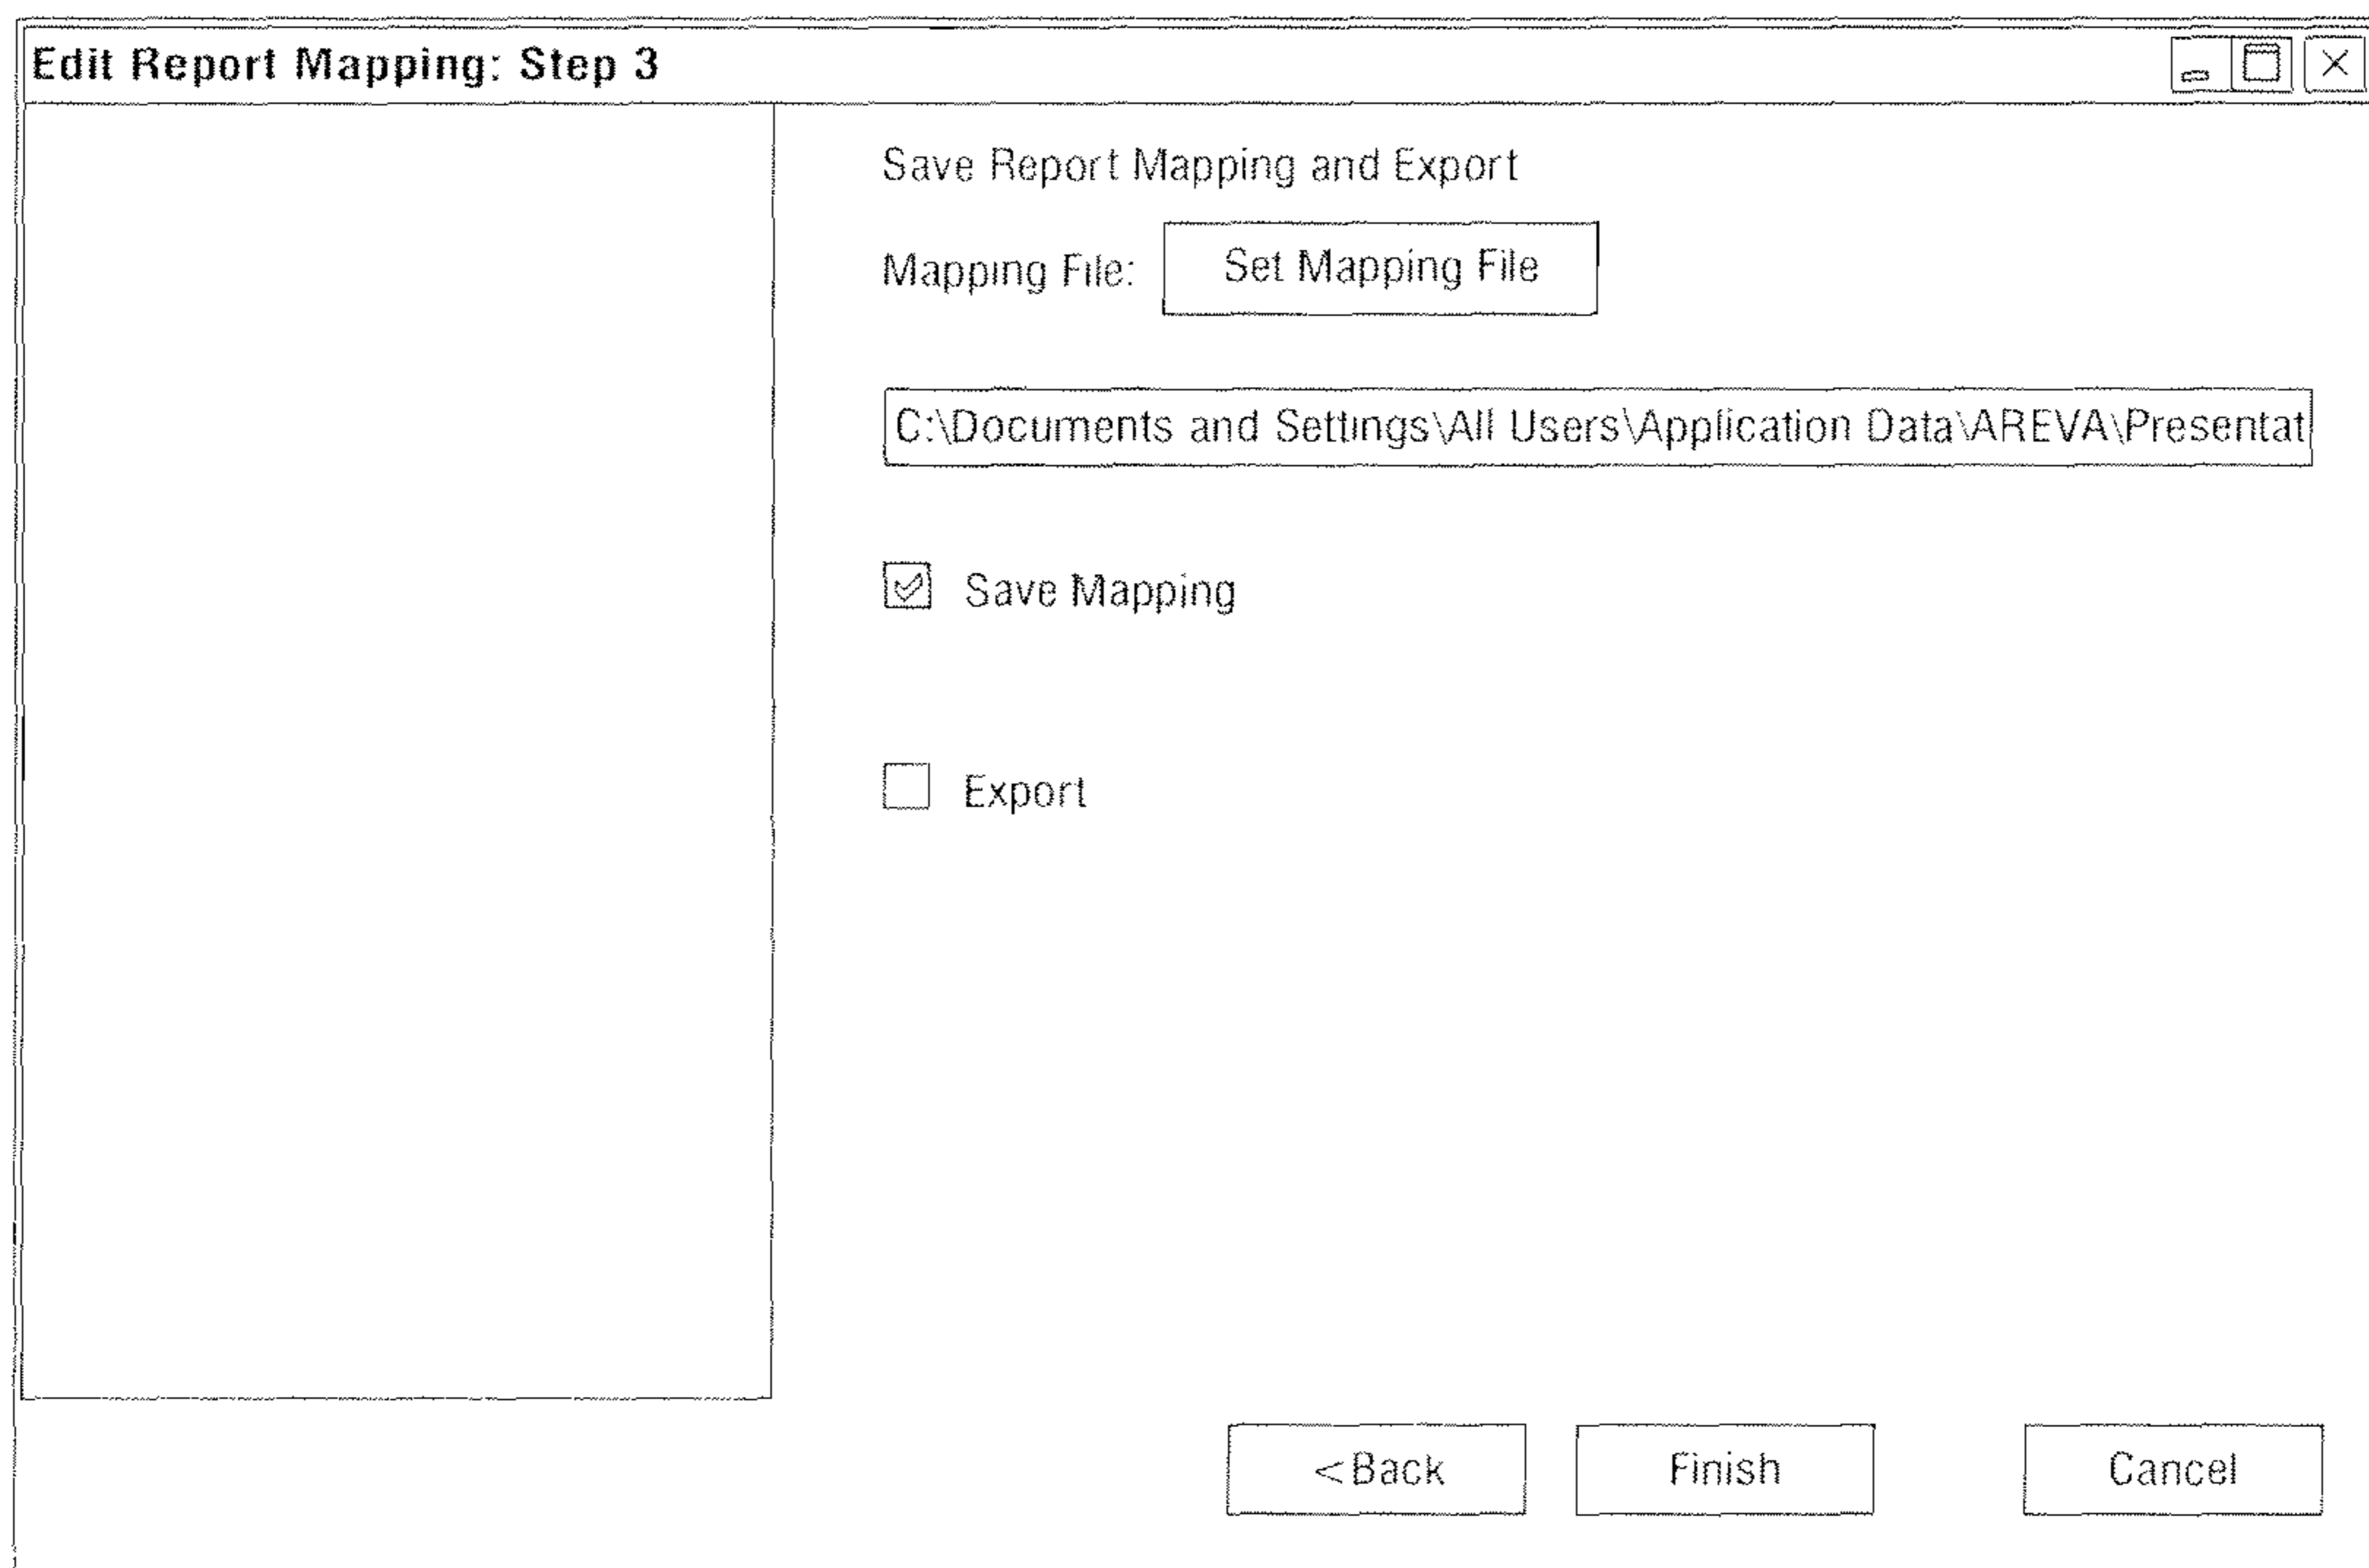 Edit Report Mapping: Step 3
Save Report Mapping and Export
Mapping File: Set Mapping File
C:\Documents and Settings\All Users\Application Data\AREVA\Presentat
Save Mapping
Export
<Back Finish Cancel